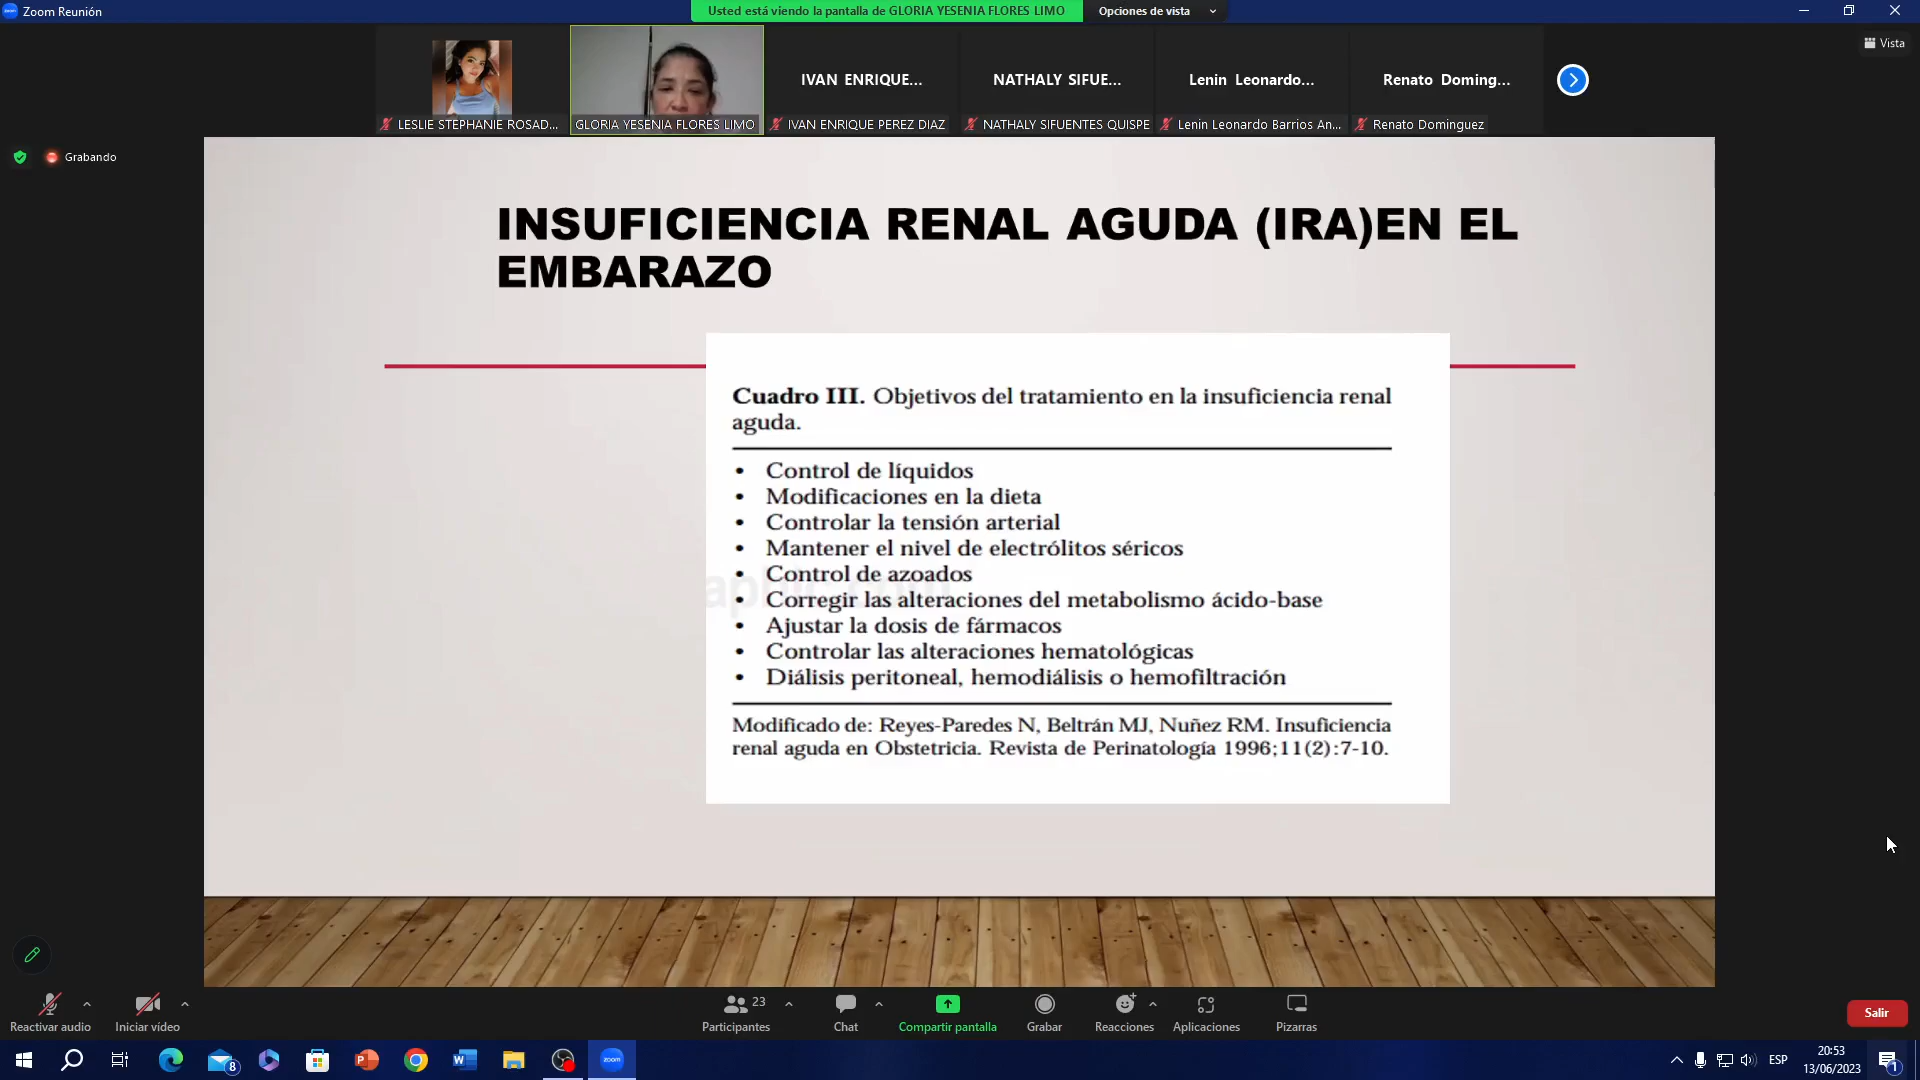 Zoom Reunión
Usted está viendo la pantalla de GLORIA YESENIA FLORES LIMO
Opciones de vista
Vista
IVAN ENRIQUE...
NATHALY SIFUE...
Lenin Leonardo...
Renato Doming...
LESLIE STEPHANIE ROSAD...
GLORIA YESENIA FLORES LIMO
IVAN ENRIQUE PEREZ DIAZ
NATHALY SIFUENTES QUISPE
Lenin Leonardo Barrios An...
Renato Dominguez
Grabando
INSUFICIENCIA RENAL AGUDA (IRA)EN EL
EMBARAZO
Cuadro III. Objetivos del tratamiento en la insuficiencia renal
aguda.
• Control de líquidos
• Modificaciones en la dieta
• Controlar la tensión arterial
• Mantener el nivel de electrólitos séricos
• Control de azoados
• Corregir las alteraciones del metabolismo ácido-base
• Ajustar la dosis de fármacos
• Controlar las alteraciones hematológicas
• Diálisis peritoneal, hemodiálisis o hemofiltración
Modificado de: Reyes-Paredes N, Beltrán MJ, Nuñez RM. Insuficiencia
renal aguda en Obstetricia. Revista de Perinatología 1996;11(2):7-10.
Reactivar audio
Iniciar vídeo
23
Participantes
Chat
Compartir pantalla
Grabar
Reacciones
Aplicaciones
Pizarras
Salir
8
zoom
ESP
20:53
13/06/2023
1